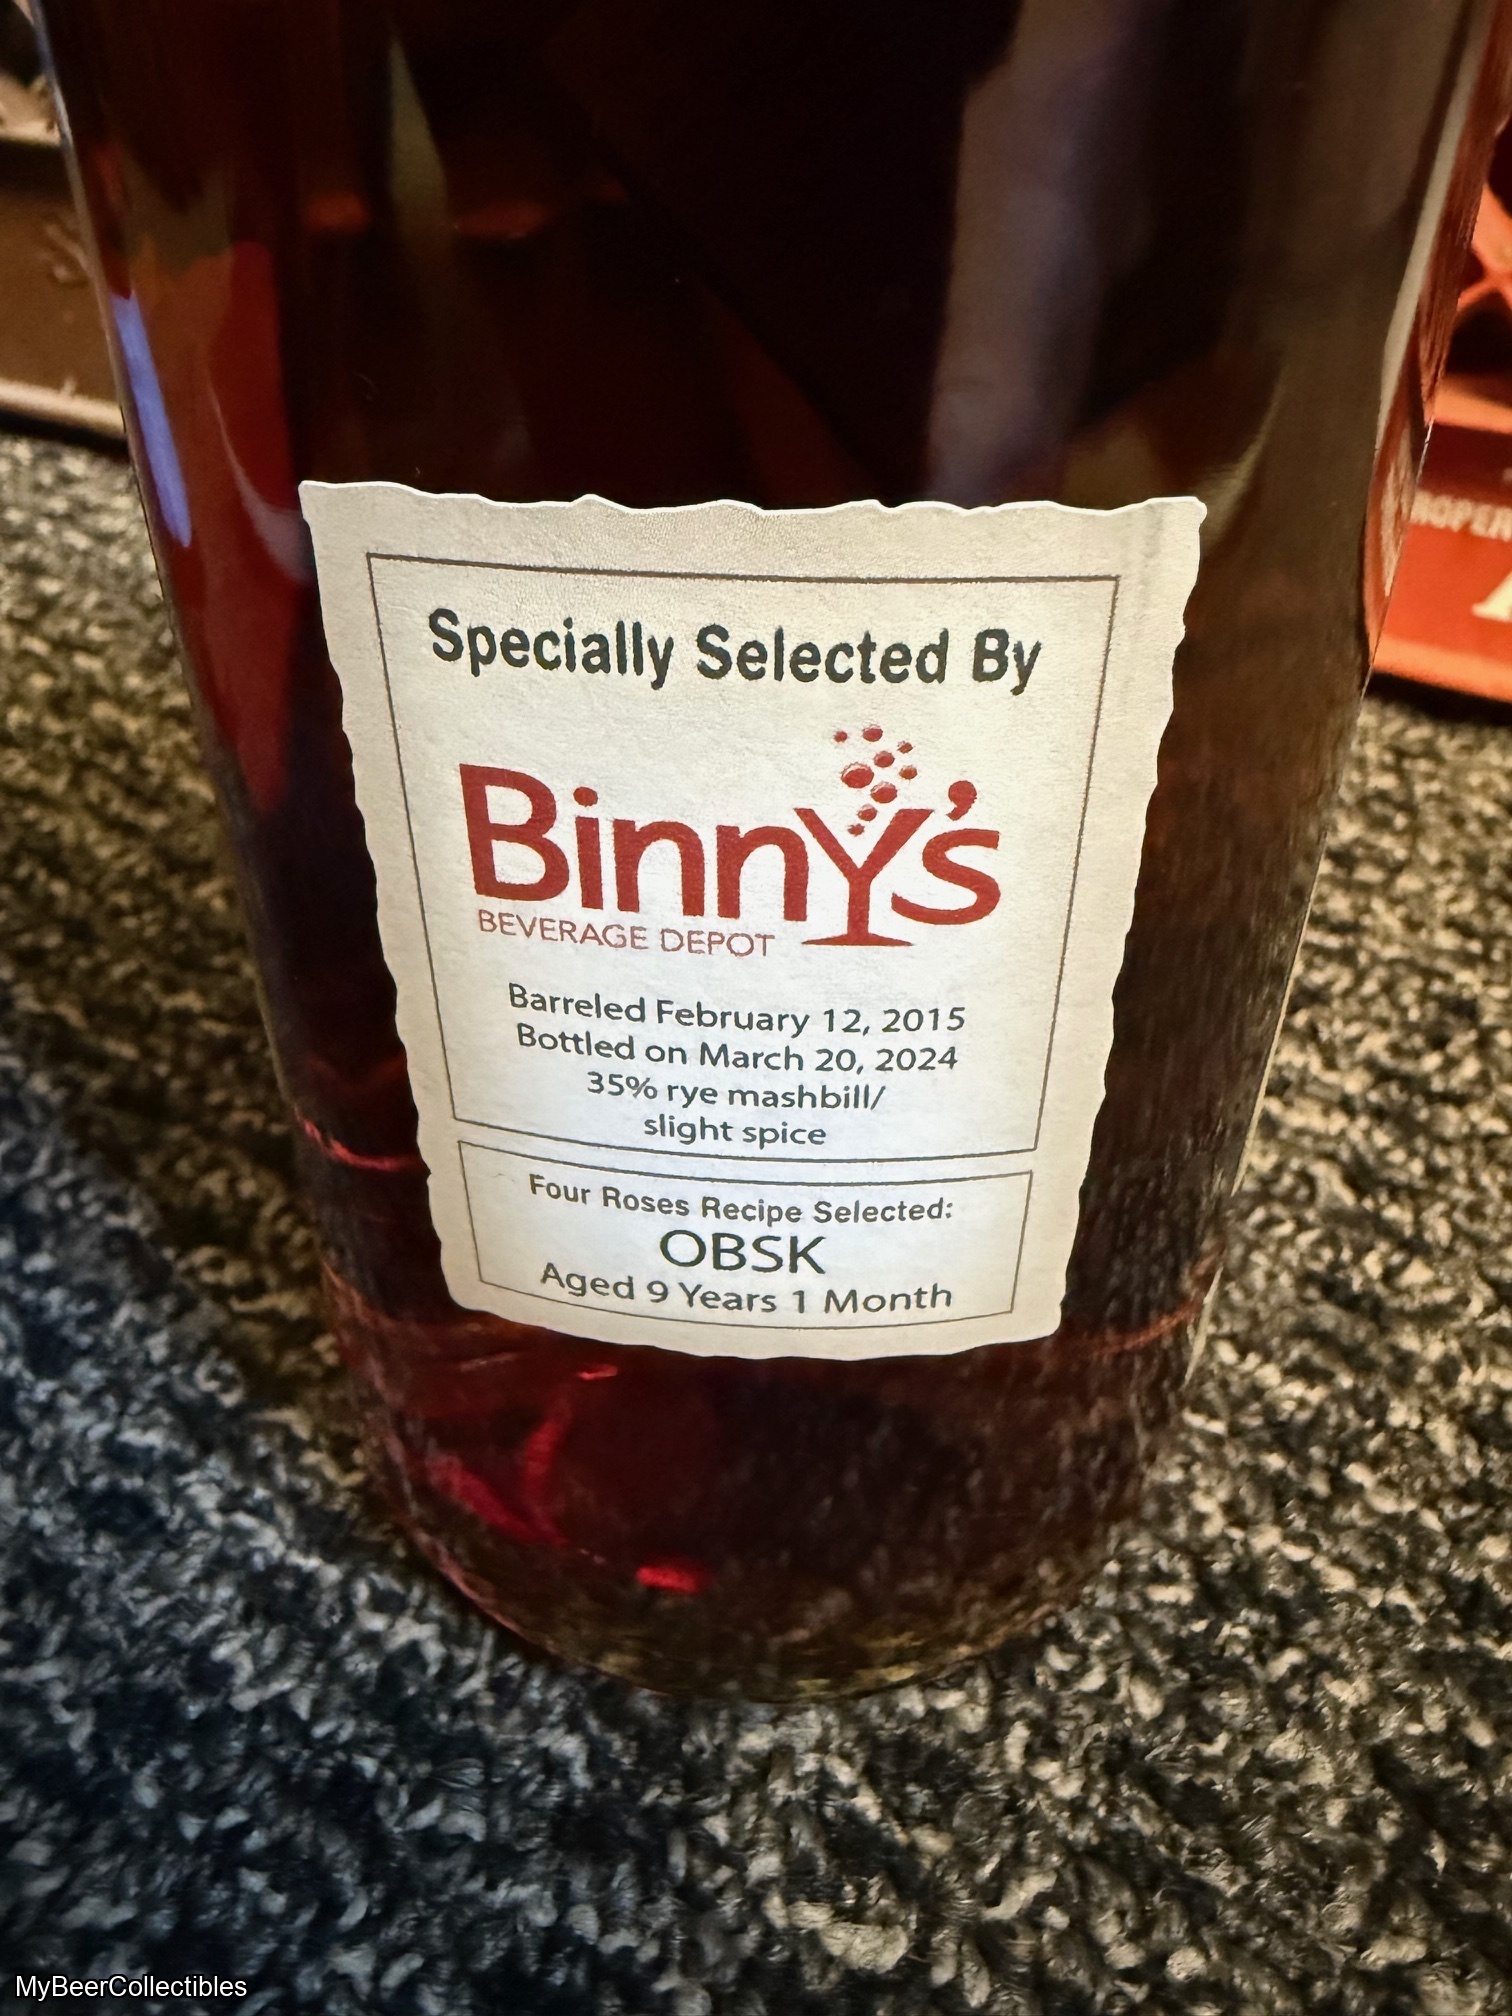 Specially Selected By
Binny's
BEVERAGE DEPOT
Barreled February 12, 2015
Bottled on March 20, 2024
35% rye mashbill/
slight spice
Four Roses Recipe Selected:
OBSK
Aged 9 Years 1 Month
MyBeerCollectibles